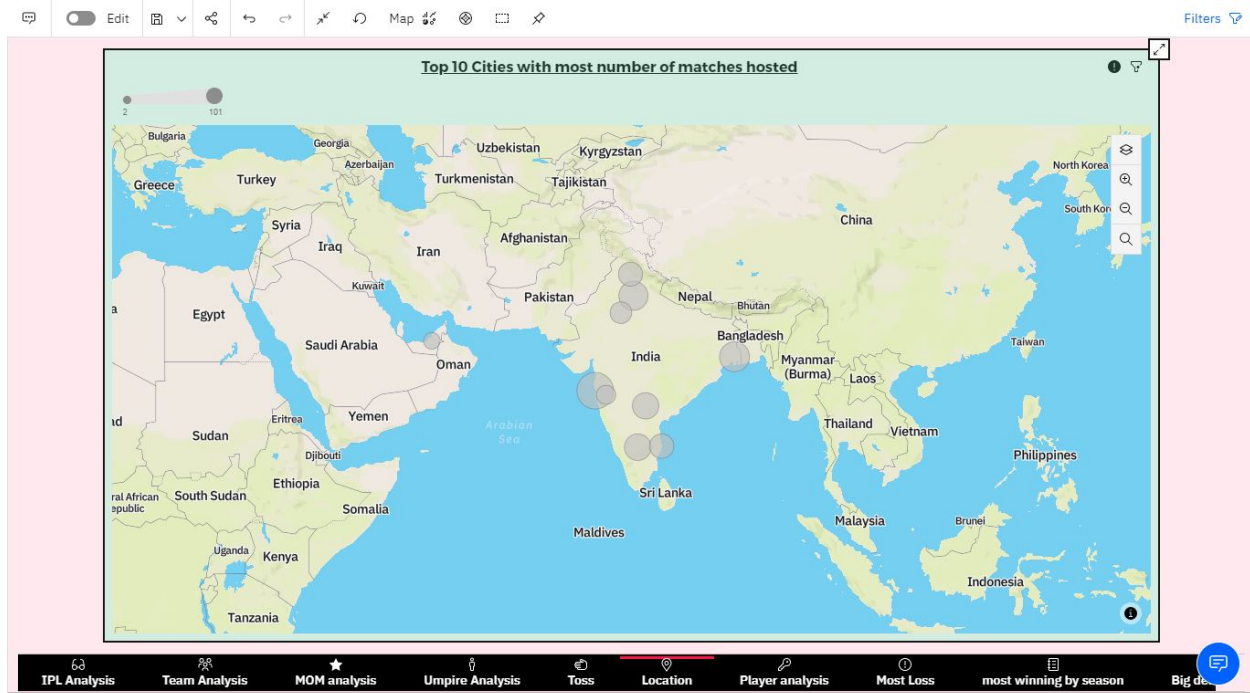 Edit
Map
Filters
Top 10 Cities with most number of matches hosted
2
101
Bulgaria
Georgia
Uzbekistan
Kyrgyzstan
Azerbaijan
North Korea
Greece
Turkey
Turkmenistan
Tajikistan
South Kor
China
Syria
Iraq
Iran
Afghanistan
Kuwait
Pakistan
Nepal
Bhutan
a
Egypt
Saudi Arabia
Bangladesh
Taiwan
India
Oman
Myanmar
(Burma)
Laos
Yemen
Eritrea
ad
Sudan
Arabian
Sea
Thailand
Vietnam
Djibouti
Philippines
Ethiopia
ral African
epublic
South Sudan
Sri Lanka
Somalia
Maldives
Malaysia
Brunei
Uganda
Kenya
Indonesia
Tanzania
IPL Analysis
Team Analysis
MOM analysis
Umpire Analysis
Toss
Location
Player analysis
Most Loss
most winning by season
Big de